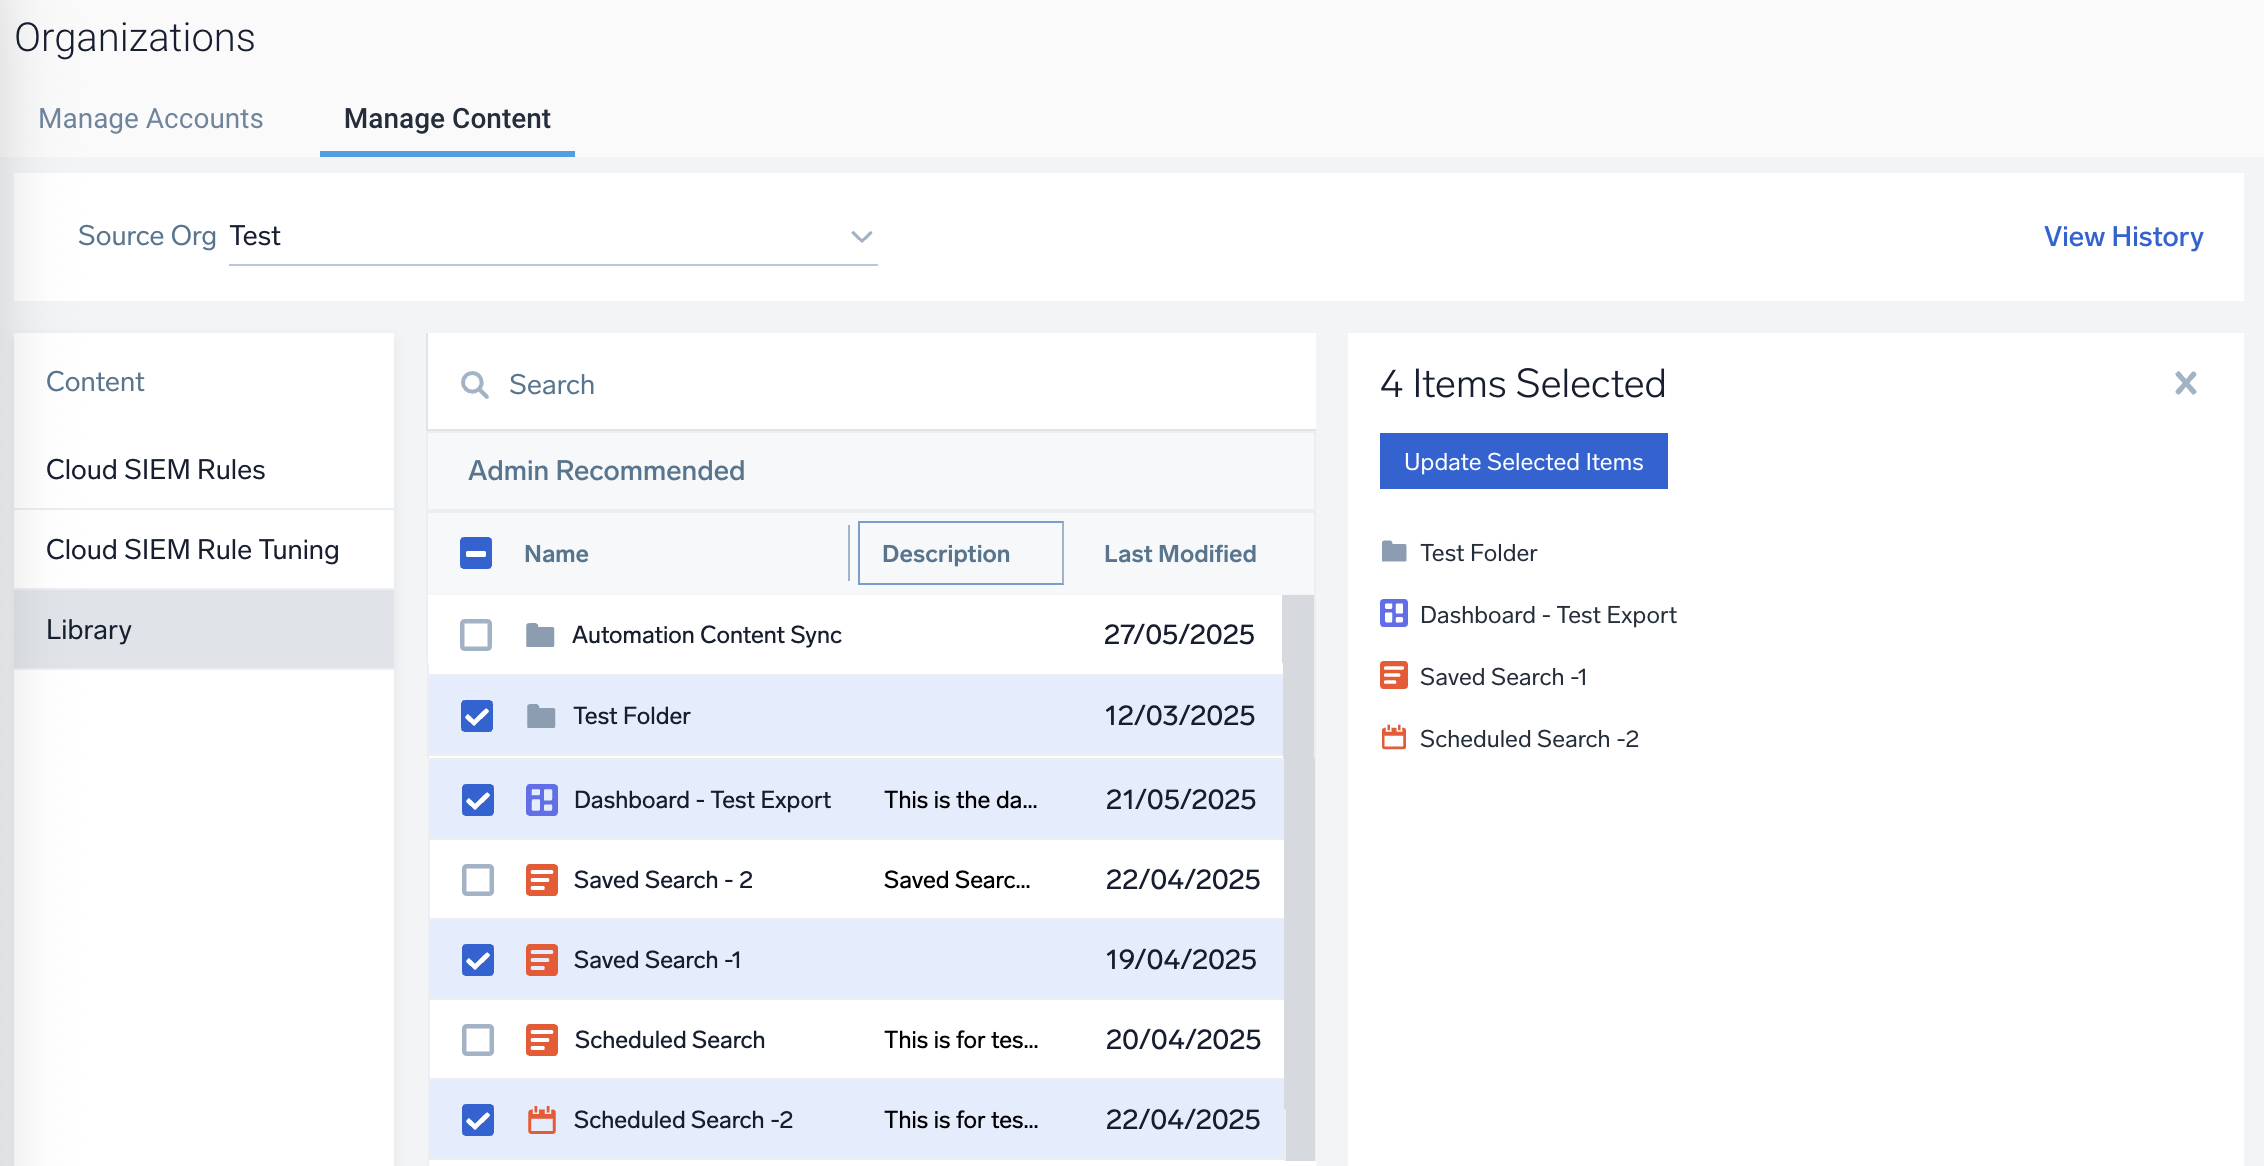 Organizations
Manage Accounts Manage Content
Source Org Test View History
Content
Cloud SIEM Rules
Cloud SIEM Rule Tuning
Library
Search
Admin Recommended
Name Description Last Modified
Automation Content Sync 27/05/2025
Test Folder 12/03/2025
Dashboard - Test Export This is the da... 21/05/2025
Saved Search - 2 Saved Searc... 22/04/2025
Saved Search -1 19/04/2025
Scheduled Search This is for tes... 20/04/2025
Scheduled Search -2 This is for tes... 22/04/2025
4 Items Selected
Update Selected Items
Test Folder
Dashboard - Test Export
Saved Search -1
Scheduled Search -2